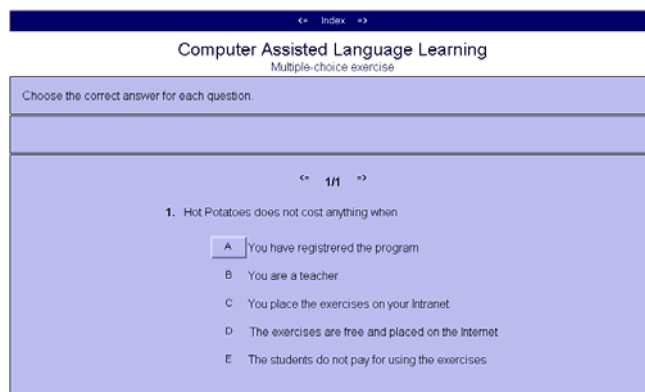 <= Index =>
Computer Assisted Language Learning
Multiple-choice exercise
Choose the correct answer for each question.
<= 1/1 =>
1. Hot Potatoes does not cost anything when
A You have registrered the program
B You are a teacher
C You place the exercises on your Intranet
D The exercises are free and placed on the Internet
E The students do not pay for using the exercises